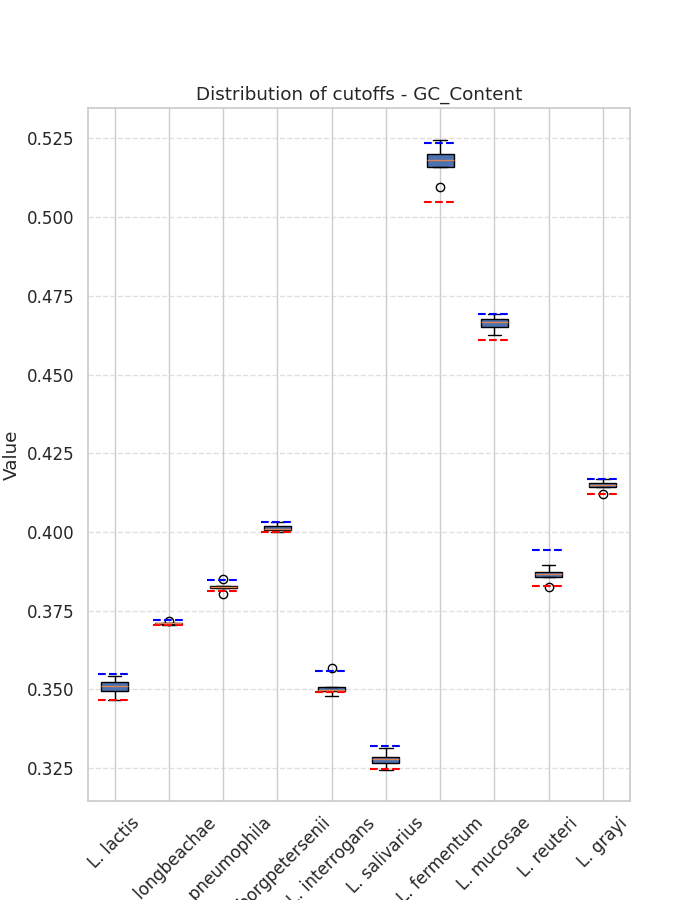 Distribution of cutoffs - GC_Content
Value
0.525
0.500
0.475
0.450
0.425
0.400
0.375
0.350
0.325
L. lactis
longbeachae
pneumophila
borgpetersenii
L. interrogans
L. salivarius
L. fermentum
L. mucosae
L. reuteri
L. grayi